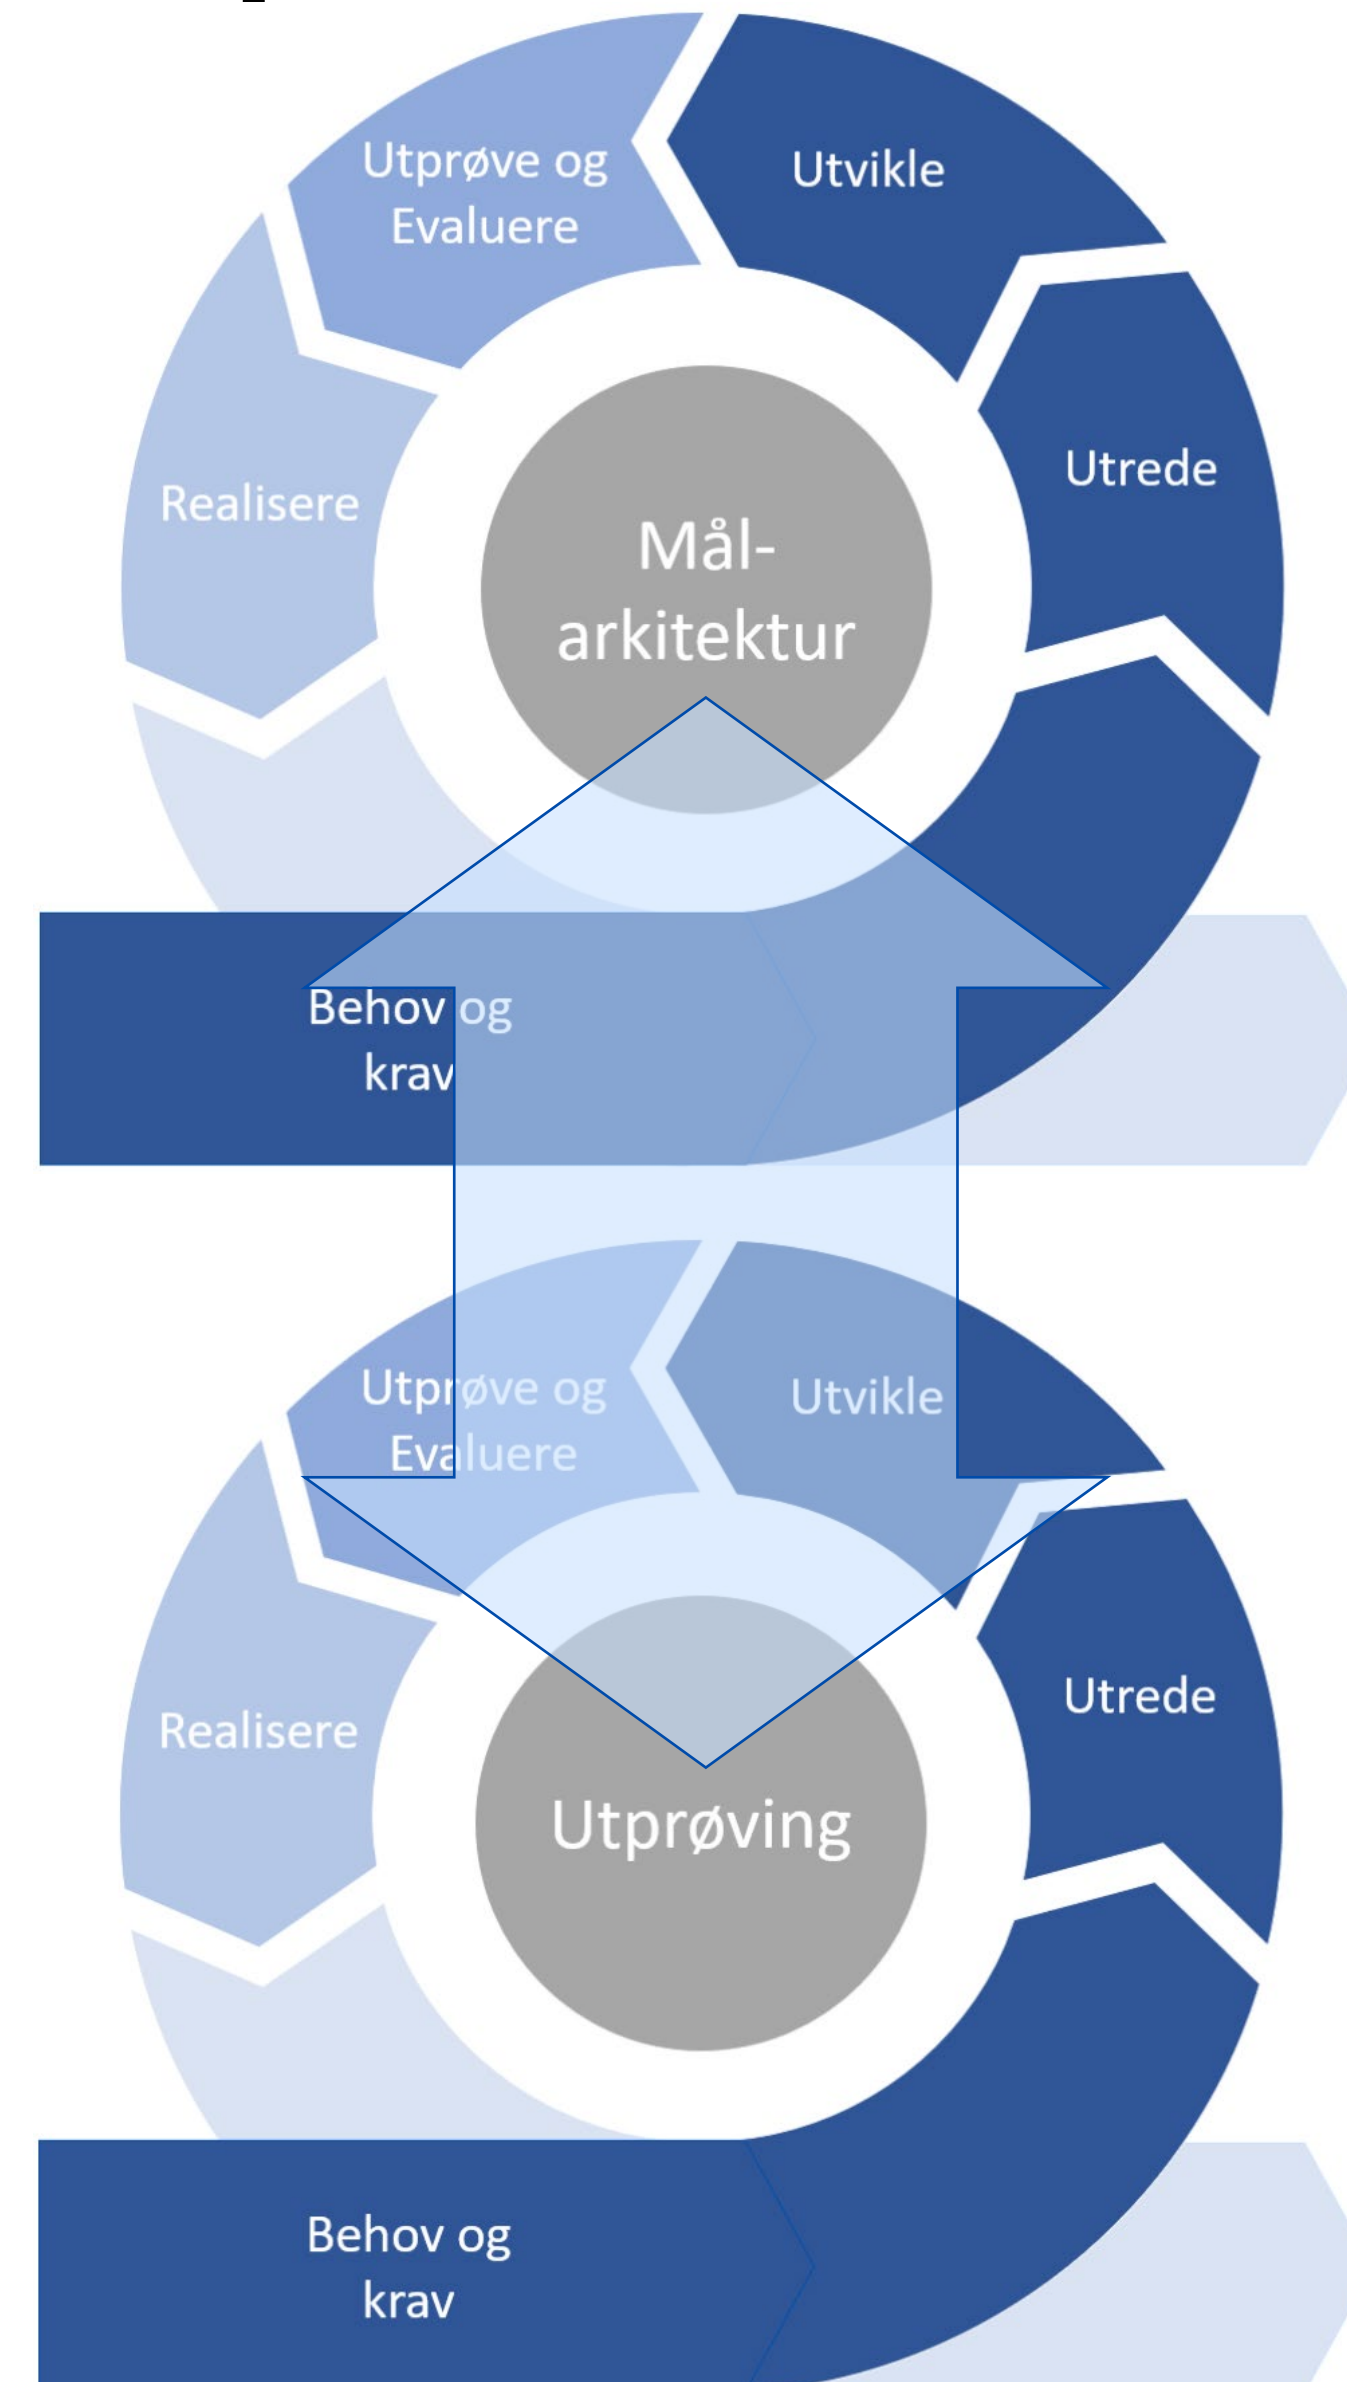 Utprøve og
Evaluere
Utvikle
Utrede
Realisere
Mål-
arkitektur
Behov og
krav
Utprøve og
Evaluere
Utvikle
Utrede
Realisere
Utprøving
Behov og
krav